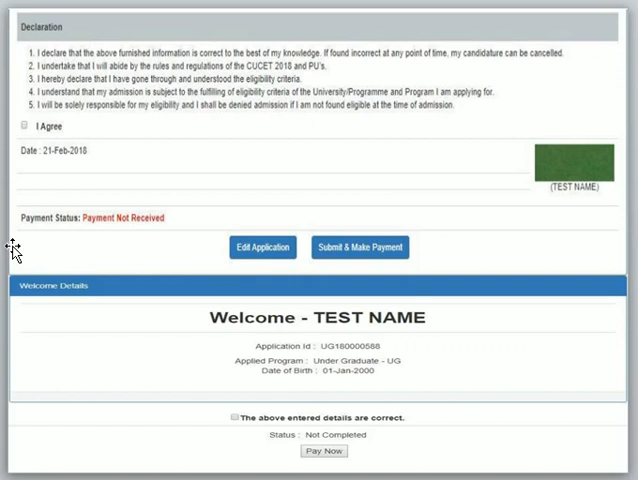 Declaration
1. I declare that the above furnished information is correct to the best of my knowledge. If found incorrect at any point of time, my candidature can be cancelled.
2. I undertake that I will abide by the rules and regulations of the CUCET 2018 and PU's.
3. I hereby declare that I have gone through and understood the eligibility criteria.
4. I understand that my admission is subject to the fulfilling of eligibility criteria of the University/Programme and Program I am applying for.
5. I will be solely responsible for my eligibility and I shall be denied admission if I am not found eligible at the time of admission.
I Agree
Date : 21-Feb-2018
(TEST NAME)
Payment Status: Payment Not Received
Edit Application Submit & Make Payment
Welcome Details
Welcome - TEST NAME
Application Id : UG180000588
Applied Program : Under Graduate - UG
Date of Birth : 01-Jan-2000
The above entered details are correct.
Status : Not Completed
Pay Now